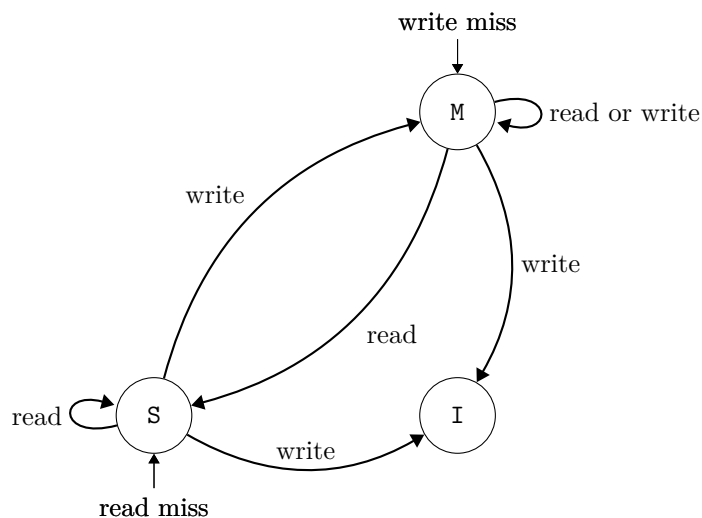 write miss
M
read or write
write
write
read
read
S
I
write
read miss